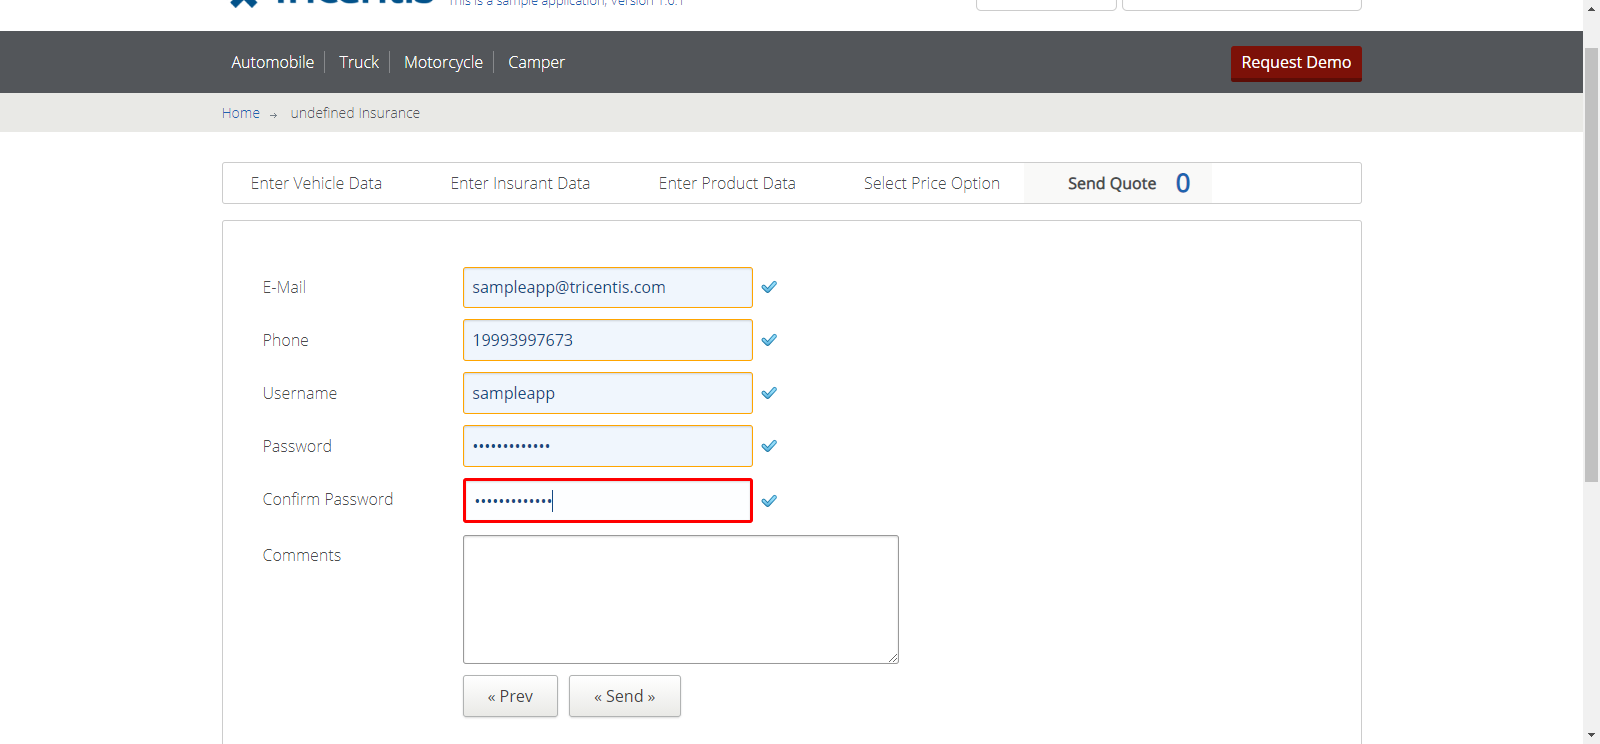 Tricentis This is a sample application, Version 1.0.1
Automobile Truck Motorcycle Camper Request Demo
Home → undefined Insurance
Enter Vehicle Data Enter Insurant Data Enter Product Data Select Price Option Send Quote 0
E-Mail sampleapp@tricentis.com
Phone 19993997673
Username sampleapp
Password •••••••••••••
Confirm Password •••••••••••••
Comments
« Prev « Send »